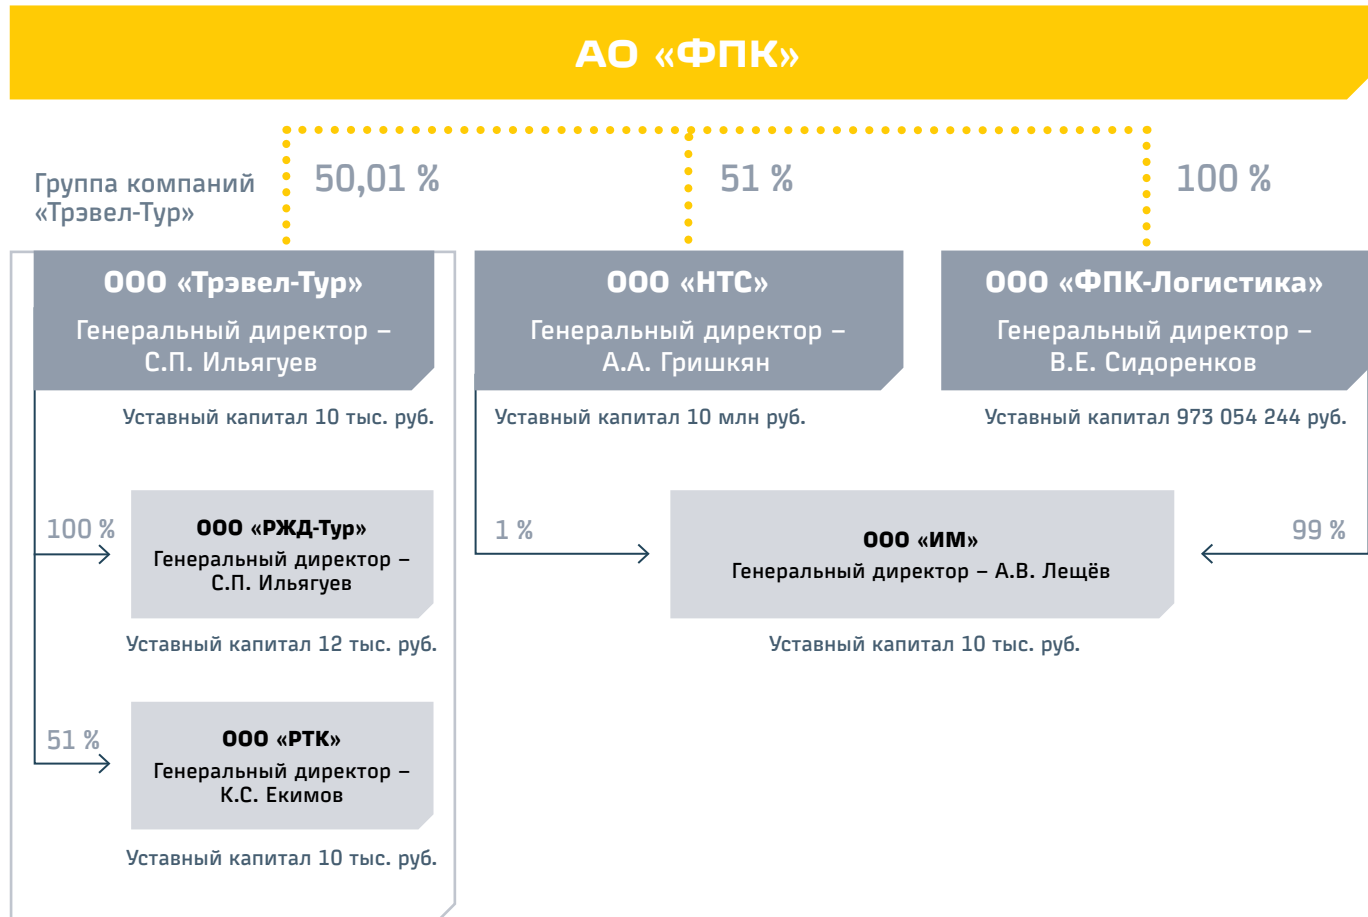 АО «ФПК»
Группа компаний
«Трэвел-Тур»
50,01 %
51 %
100 %
ООО «Трэвел-Тур»
Генеральный директор –
С.П. Ильягуев
Уставный капитал 10 тыс. руб.
ООО «НТС»
Генеральный директор –
А.А. Гришкян
Уставный капитал 10 млн руб.
ООО «ФПК-Логистика»
Генеральный директор –
В.Е. Сидоренков
Уставный капитал 973 054 244 руб.
100 %
ООО «РЖД-Тур»
Генеральный директор –
С.П. Ильягуев
Уставный капитал 12 тыс. руб.
1 %
ООО «ИМ»
Генеральный директор – А.В. Лещёв
99 %
Уставный капитал 10 тыс. руб.
51 %
ООО «РТК»
Генеральный директор –
К.С. Екимов
Уставный капитал 10 тыс. руб.